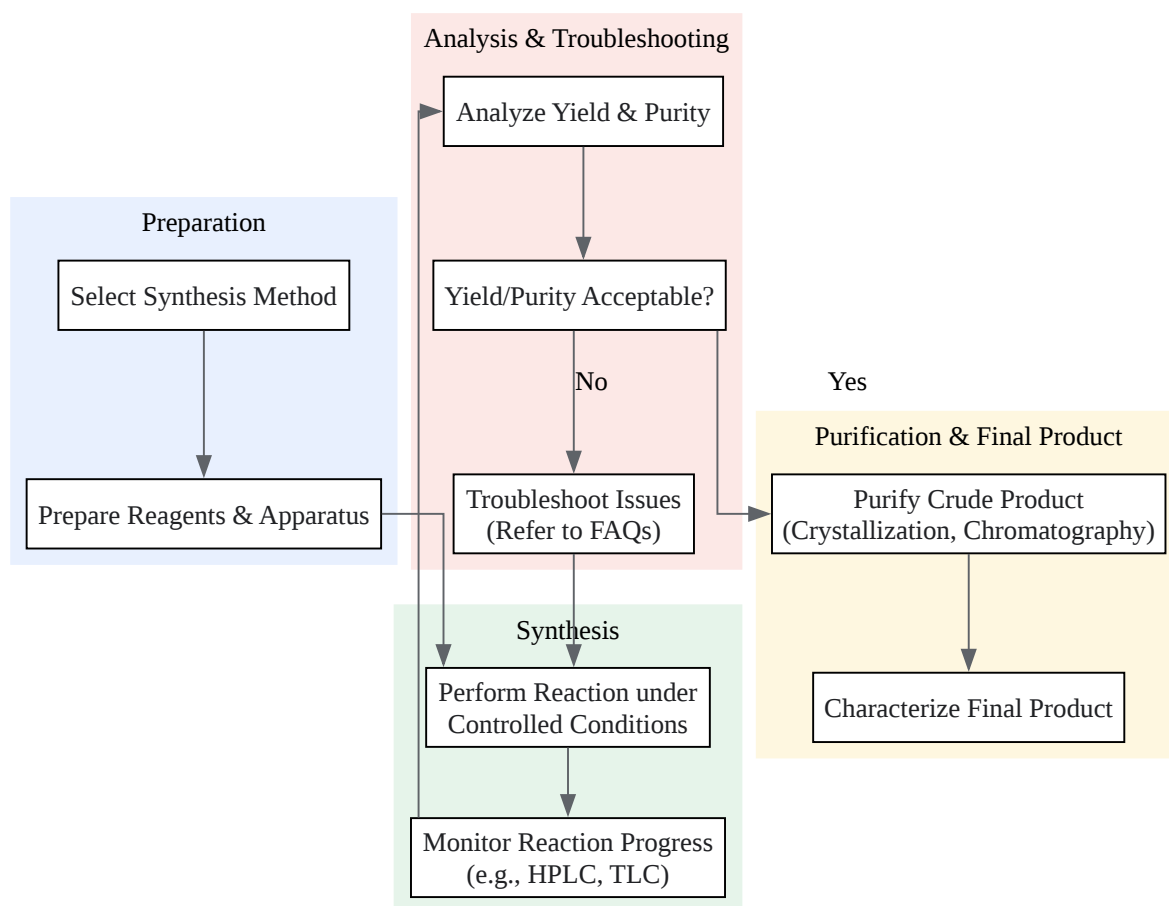 Analysis & Troubleshooting
Analyze Yield & Purity
Preparation
Select Synthesis Method
Yield/Purity Acceptable?
No
Yes
Purification & Final Product
Prepare Reagents & Apparatus
Troubleshoot Issues
(Refer to FAQs)
Purify Crude Product
(Crystallization, Chromatography)
Synthesis
Perform Reaction under
Controlled Conditions
Characterize Final Product
Monitor Reaction Progress
(e.g., HPLC, TLC)